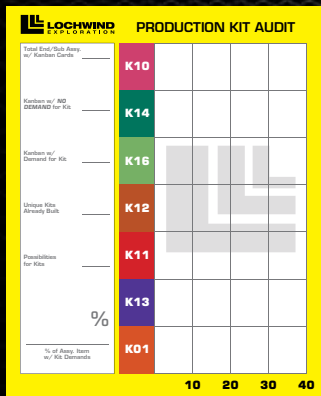 LOCHWIND
EXPLORATION
PRODUCTION KIT AUDIT
Total End/Sub Assy.
w/ Kanban Cards
Kanban w/ NO
DEMAND for Kit
Kanban w/
Demand for Kit
Unique Kits
Already Built
Possibilities
for Kits
%
% of Assy. Item
w/ Kit Demands
K10
K14
K16
K12
K11
K13
K01
10 20 30 40